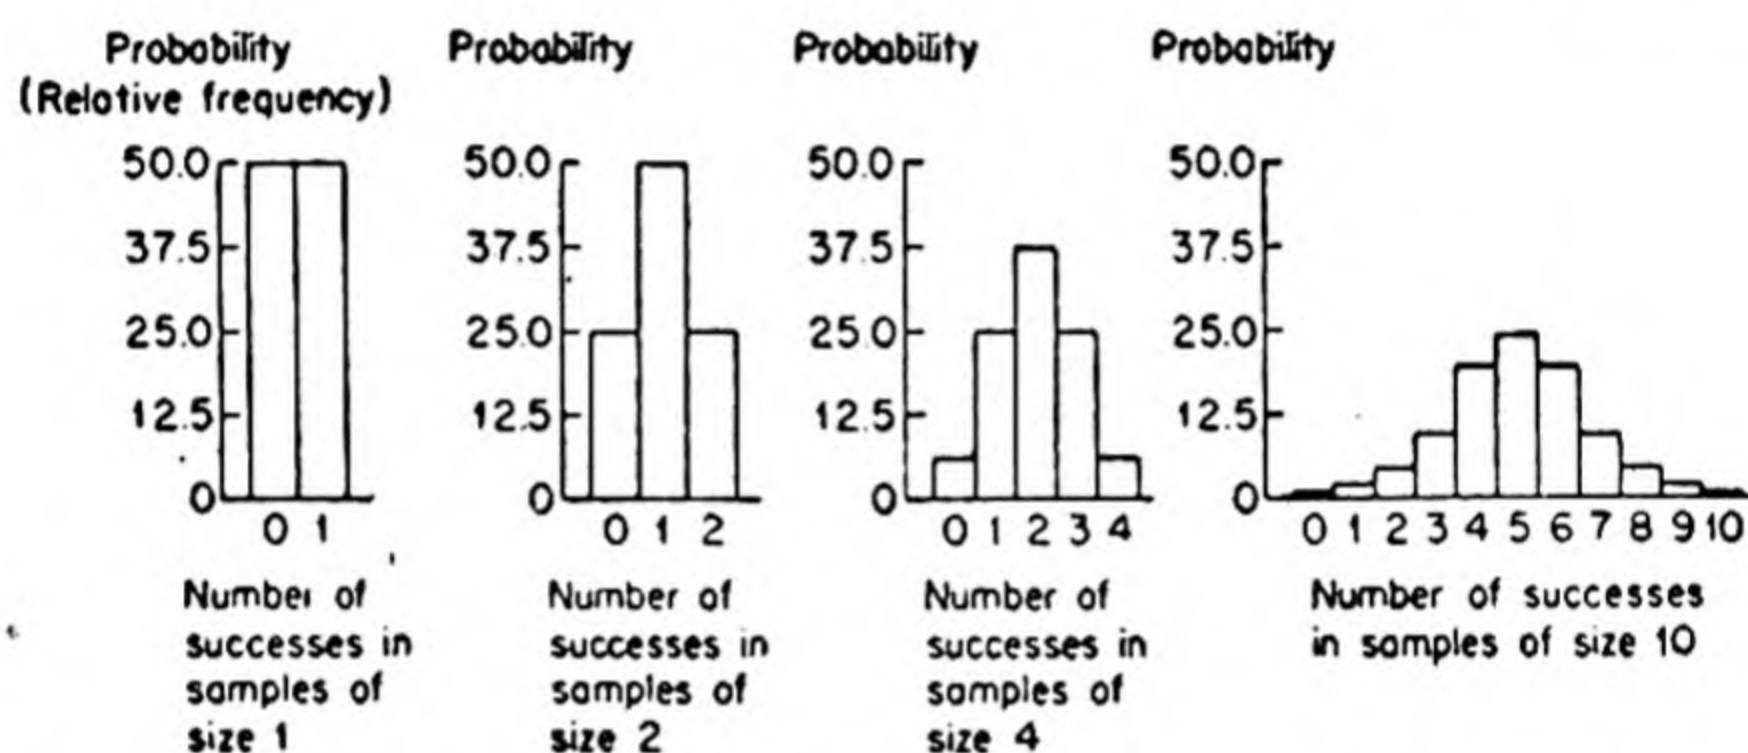 Probability
(Relative frequency)
50.0
37.5
25.0
12.5
0
0 1
Number of
successes in
samples of
size 1
Probability
50.0
37.5
25.0
12.5
0
0 1 2
Number of
successes in
samples of
size 2
Probability
50.0
37.5
25.0
12.5
0
0 1 2 3 4
Number of
successes in
samples of
size 4
Probability
50.0
37.5
25.0
12.5
0
0 1 2 3 4 5 6 7 8 9 10
Number of successes
in samples of size 10